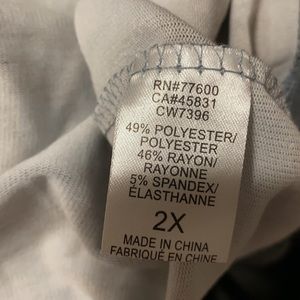 RN#77600
CA#45831
CW7396
49% POLYESTER/
POLYESTER
46% RAYON/
RAYONNE
5% SPANDEX/
ÉLASTHANNE
2X
MADE IN CHINA
FABRIQUÉ EN CHINE